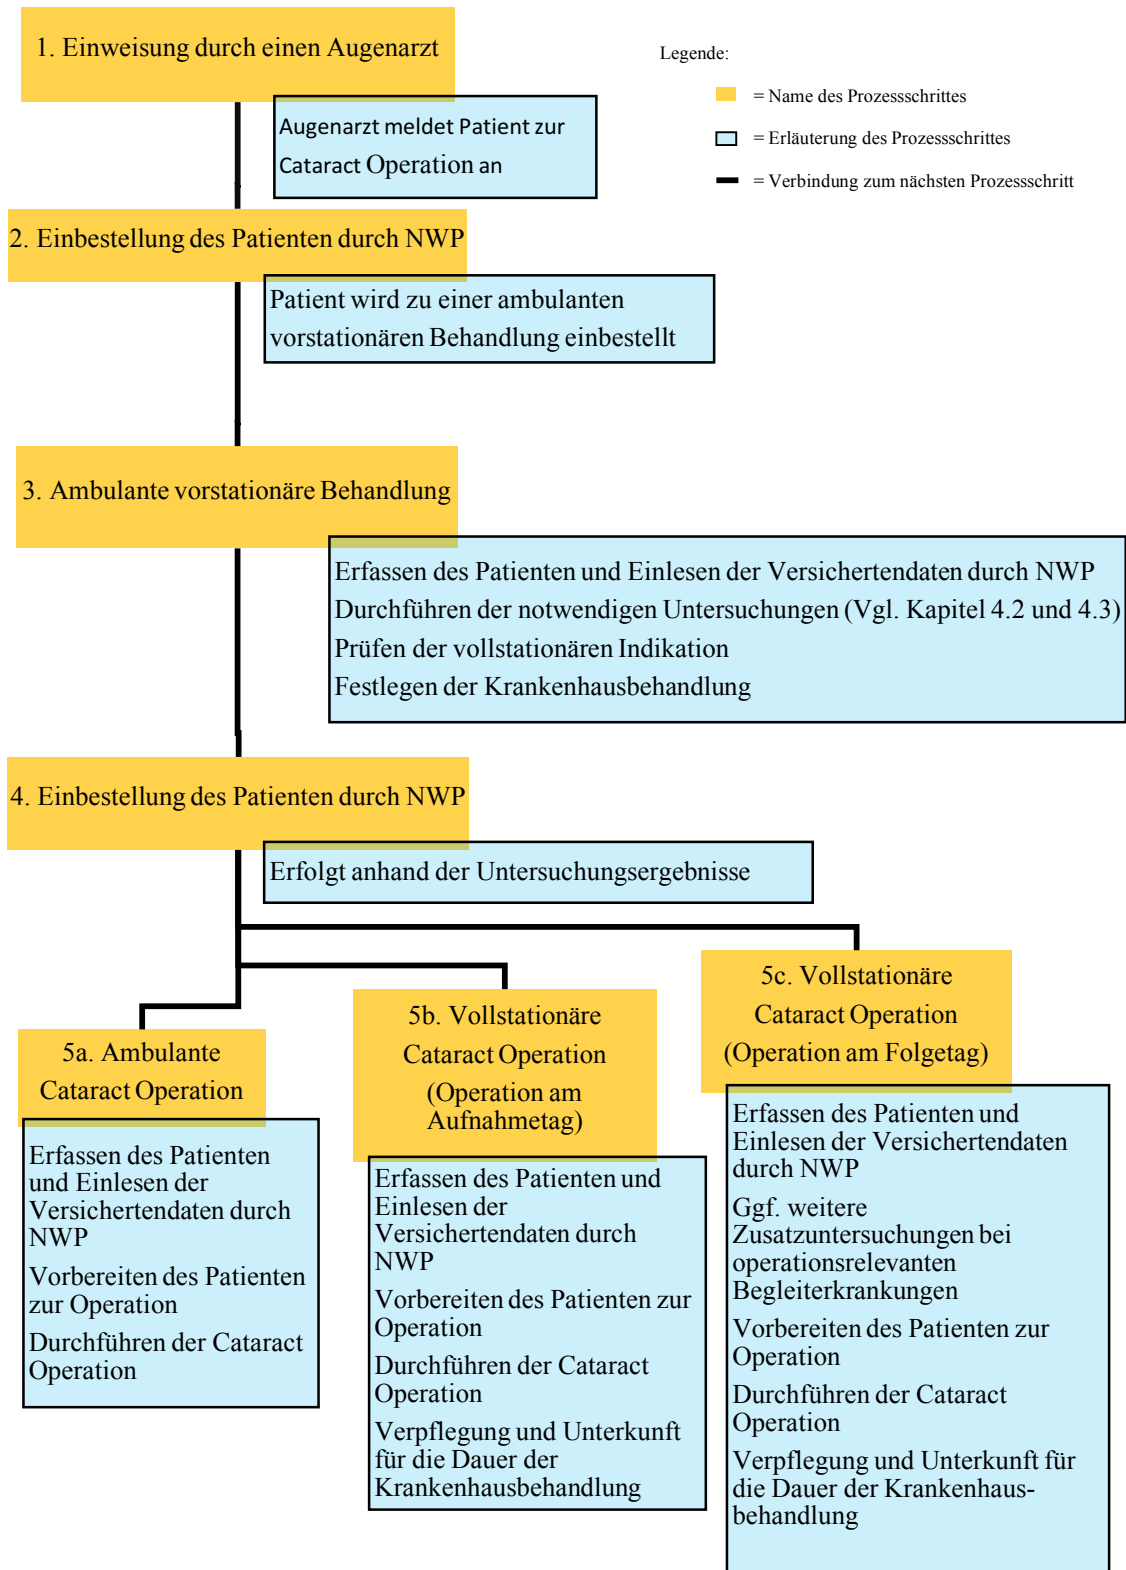 1. Einweisung durch einen Augenarzt
Legende:
= Name des Prozessschrittes
= Erläuterung des Prozessschrittes
= Verbindung zum nächsten Prozessschritt
Augenarzt meldet Patient zur
Cataract Operation an
2. Einbestellung des Patienten durch NWP
Patient wird zu einer ambulanten
vorstationären Behandlung einbestellt
3. Ambulante vorstationäre Behandlung
Erfassen des Patienten und Einlesen der Versichertendaten durch NWP
Durchführen der notwendigen Untersuchungen (Vgl. Kapitel 4.2 und 4.3)
Prüfen der vollstationären Indikation
Festlegen der Krankenhausbehandlung
4. Einbestellung des Patienten durch NWP
Erfolgt anhand der Untersuchungsergebnisse
5a. Ambulante
Cataract Operation
Erfassen des Patienten
und Einlesen der
Versichertendaten durch
NWP
Vorbereiten des Patienten
zur Operation
Durchführen der Cataract
Operation
5b. Vollstationäre
Cataract Operation
(Operation am
Aufnahmetag)
Erfassen des Patienten und
Einlesen der
Versichertendaten durch
NWP
Vorbereiten des Patienten zur
Operation
Durchführen der Cataract
Operation
Verpflegung und Unterkunft
für die Dauer der
Krankenhausbehandlung
5c. Vollstationäre
Cataract Operation
(Operation am Folgetag)
Erfassen des Patienten und
Einlesen der Versichertendaten
durch NWP
Ggf. weitere
Zusatzuntersuchungen bei
operationsrelevanten
Begleiterkrankungen
Vorbereiten des Patienten zur
Operation
Durchführen der Cataract
Operation
Verpflegung und Unterkunft für
die Dauer der Krankenhaus-
behandlung